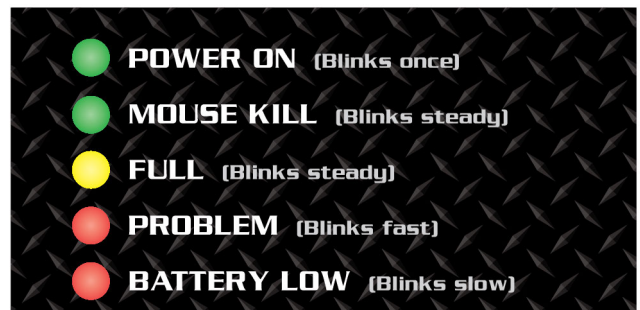 POWER ON (Blinks once)
MOUSE KILL (Blinks steady)
FULL (Blinks steady)
PROBLEM (Blinks fast)
BATTERY LOW (Blinks slow)